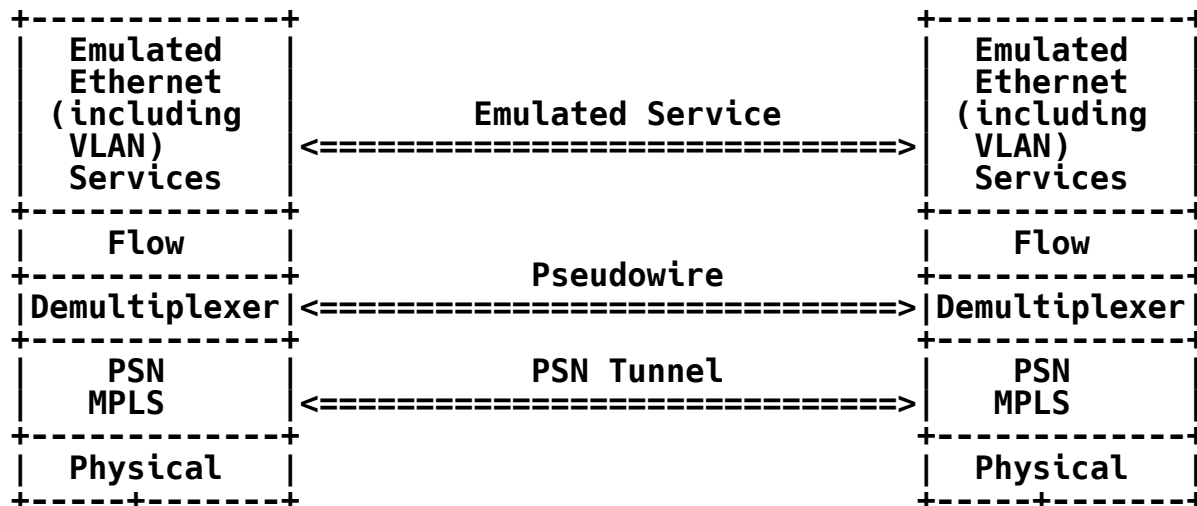 +-------------+                                +-------------+
|   Emulated  |                                |   Emulated  |
|   Ethernet  |                                |   Ethernet  |
|  (including |        Emulated Service        |  (including |
|   VLAN)     |<==============================>|   VLAN)     |
|   Services  |                                |   Services  |
+-------------+                                +-------------+
|     Flow    |                                |     Flow    |
+-------------+           Pseudowire           +-------------+
|Demultiplexer|<==============================>|Demultiplexer|
+-------------+                                +-------------+
|     PSN     |           PSN Tunnel           |     PSN     |
|    MPLS     |<==============================>|    MPLS     |
+-------------+                                +-------------+
|   Physical  |                                |   Physical  |
+-----+-------+                                +-----+-------+